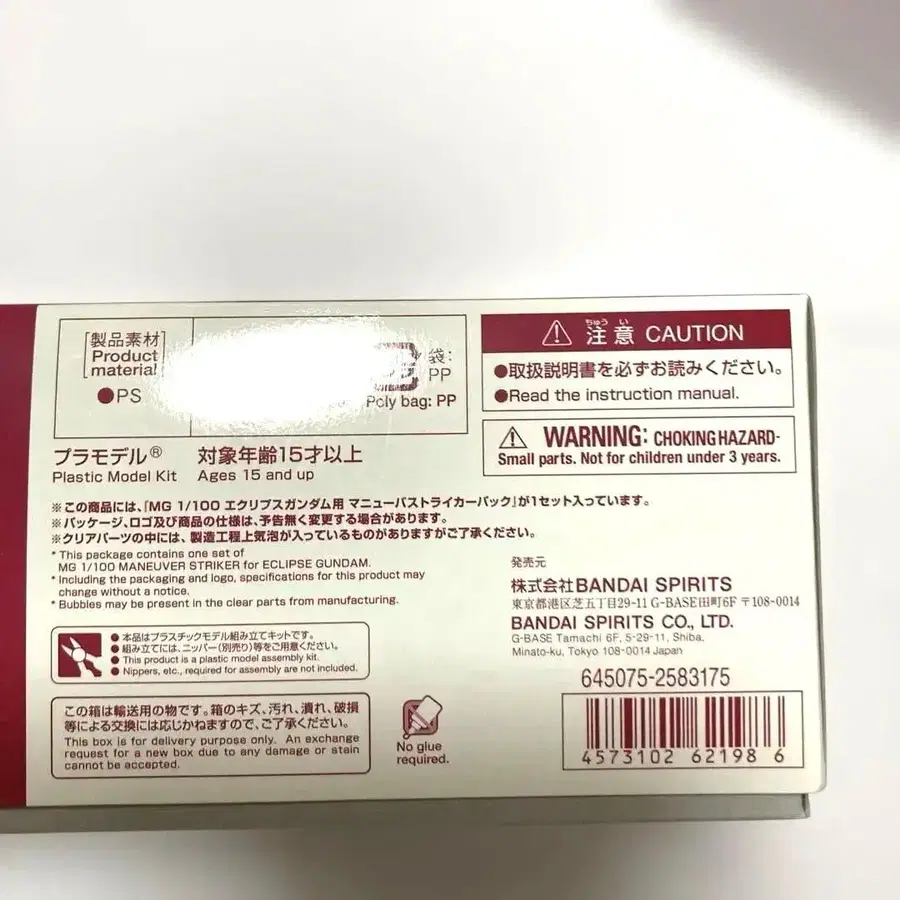 製品素材
Product
material
●PS
袋:
PP
Poly bag: PP
プラモデル® 対象年齢15才以上
Plastic Model Kit Ages 15 and up
※この商品には、『MG 1/100 エクリプスガンダム用 マニューバストライカーパック』が1セット入っています。
※パッケージ、ロゴ及び商品の仕様は、予告無く変更する場合があります。
※クリアパーツの中には、製造工程上気泡が入っているものがありますがご了承ください。
* This package contains one set of
MG 1/100 MANEUVER STRIKER for ECLIPSE GUNDAM.
* Including the packaging and logo, specifications for this product may
change without a notice.
* Bubbles may be present in the clear parts from manufacturing.
●本品はプラスチックモデル組み立てキットです。
●組み立てには、ニッパー(別売り)等をご用意ください。
● This product is a plastic model assembly kit.
● Nippers, etc., required for assembly are not included.
この箱は輸送用の物です。箱のキズ、汚れ、潰れ、破損
等による交換には応じかねますので、ご了承ください。
This box is for delivery purpose only. An exchange
request for a new box due to any damage or stain
cannot be accepted.
No glue
required.
ちゅう い
注意 CAUTION
●取扱説明書を必ずお読みください。
●Read the instruction manual.
WARNING: CHOKING HAZARD-
Small parts. Not for children under 3 years.
発売元
株式会社BANDAI SPIRITS
東京都港区芝五丁目29-11 G-BASE田町6F 〒108-0014
BANDAI SPIRITS CO., LTD.
G-BASE Tamachi 6F, 5-29-11, Shiba,
Minato-ku, Tokyo 108-0014 Japan
645075-2583175
4573102 62198 6